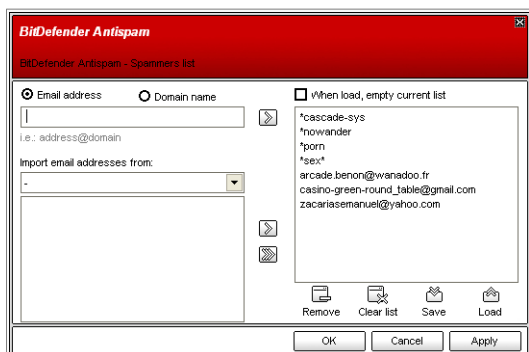 BitDefender Antispam
BitDefender Antispam - Spammers list
Email address
Domain name
i.e.: address@domain
Import email addresses from:
-
When load, empty current list
*cascade-sys
*nowander
*porn
*sex*
arcade.benon@wanadoo.fr
casino-green-round_table@gmail.com
zacariasemanuel@yahoo.com
Remove
Clear list
Save
Load
OK
Cancel
Apply